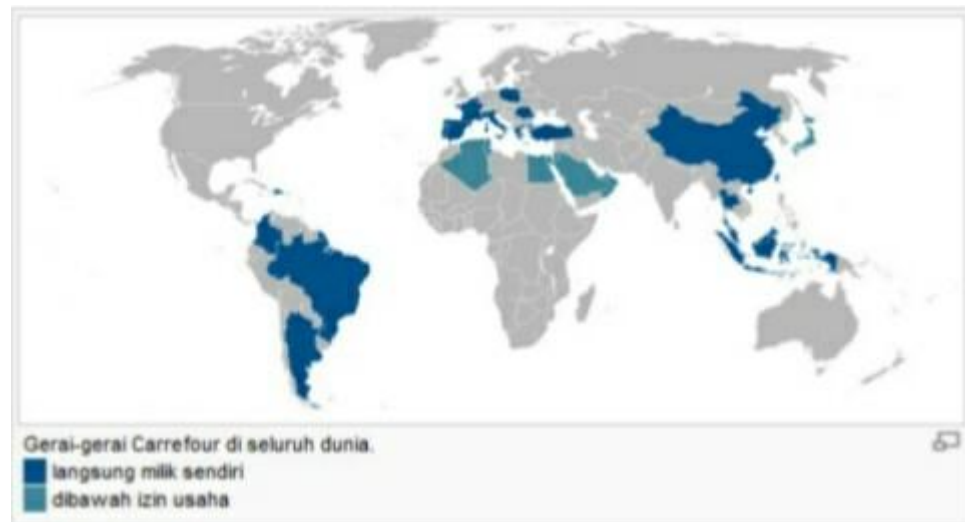 Gerai-gerai Carrefour di seluruh dunia.
langsung milik sendiri
dibawah izin usaha